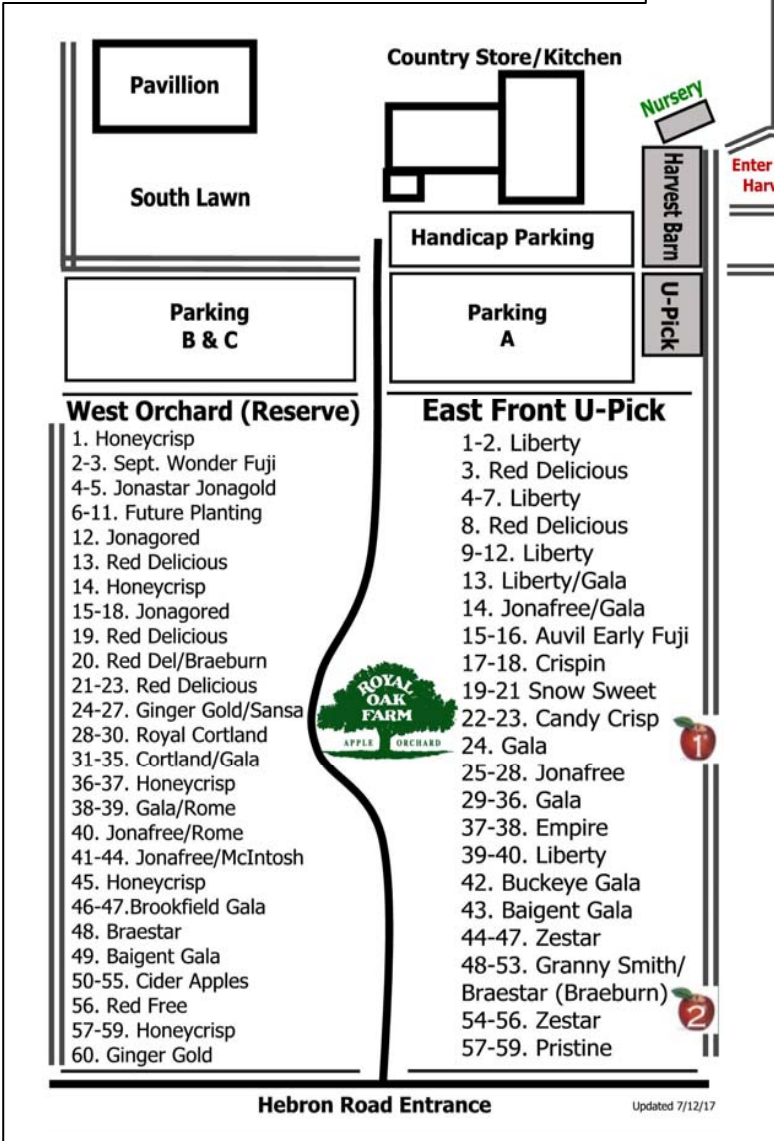 Pavillion
South Lawn
Country Store/Kitchen
Nursery
Harvest Barn
Enter
Harv
Handicap Parking
U-Pick
Parking
B & C
Parking
A
West Orchard (Reserve)
1. Honeycrisp
2-3. Sept. Wonder Fuji
4-5. Jonastar Jonagold
6-11. Future Planting
12. Jonagored
13. Red Delicious
14. Honeycrisp
15-18. Jonagored
19. Red Delicious
20. Red Del/Braeburn
21-23. Red Delicious
24-27. Ginger Gold/Sansa
28-30. Royal Cortland
31-35. Cortland/Gala
36-37. Honeycrisp
38-39. Gala/Rome
40. Jonafree/Rome
41-44. Jonafree/McIntosh
45. Honeycrisp
46-47.Brookfield Gala
48. Braestar
49. Baigent Gala
50-55. Cider Apples
56. Red Free
57-59. Honeycrisp
60. Ginger Gold
ROYAL
OAK
FARM
APPLE ORCHARD
East Front U-Pick
1-2. Liberty
3. Red Delicious
4-7. Liberty
8. Red Delicious
9-12. Liberty
13. Liberty/Gala
14. Jonafree/Gala
15-16. Auvil Early Fuji
17-18. Crispin
19-21 Snow Sweet
22-23. Candy Crisp
24. Gala
25-28. Jonafree
29-36. Gala
37-38. Empire
39-40. Liberty
42. Buckeye Gala
43. Baigent Gala
44-47. Zestar
48-53. Granny Smith/
Braestar (Braeburn)
54-56. Zestar
57-59. Pristine
1
2
Hebron Road Entrance
Updated 7/12/17